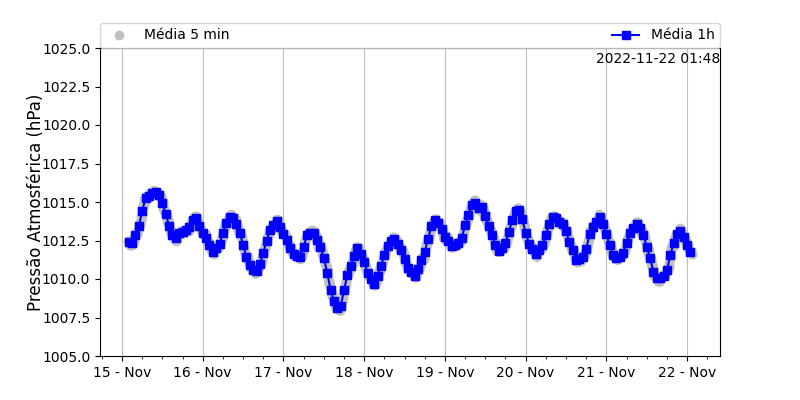 Média 5 min
Média 1h
2022-11-22 01:48
Pressão Atmosférica (hPa)
1025.0
1022.5
1020.0
1017.5
1015.0
1012.5
1010.0
1007.5
1005.0
15 - Nov
16 - Nov
17 - Nov
18 - Nov
19 - Nov
20 - Nov
21 - Nov
22 - Nov